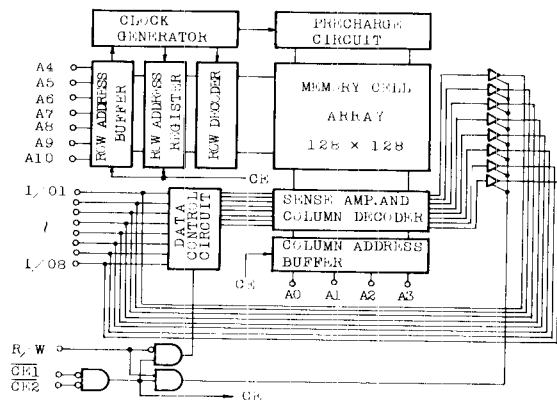 CLOCK
GENERATOR
PRECHARGE
CIRCUIT
A4
A5
A6
A7
A8
A9
A10
ROW ADDRESS
BUFFER
ROW ADDRESS
REGISTER
ROW DECODER
MEMORY CELL
ARRAY
128 × 128
CE
I/O1
I/O8
DATA
CONTROL
CIRCUIT
SENSE AMP.AND
COLUMN DECODER
COLUMN ADDRESS
BUFFER
CE
A0 A1 A2 A3
R/W
CE1
CE2
CE